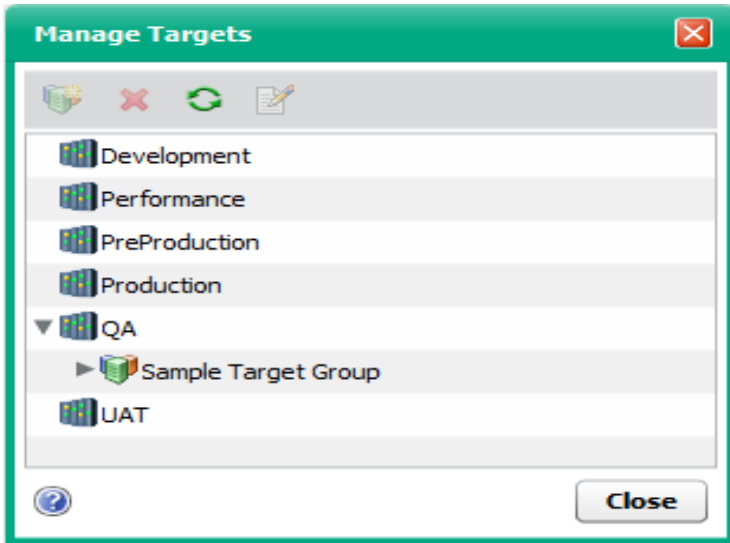 Manage Targets
Development
Performance
PreProduction
Production
QA
Sample Target Group
UAT
?
Close